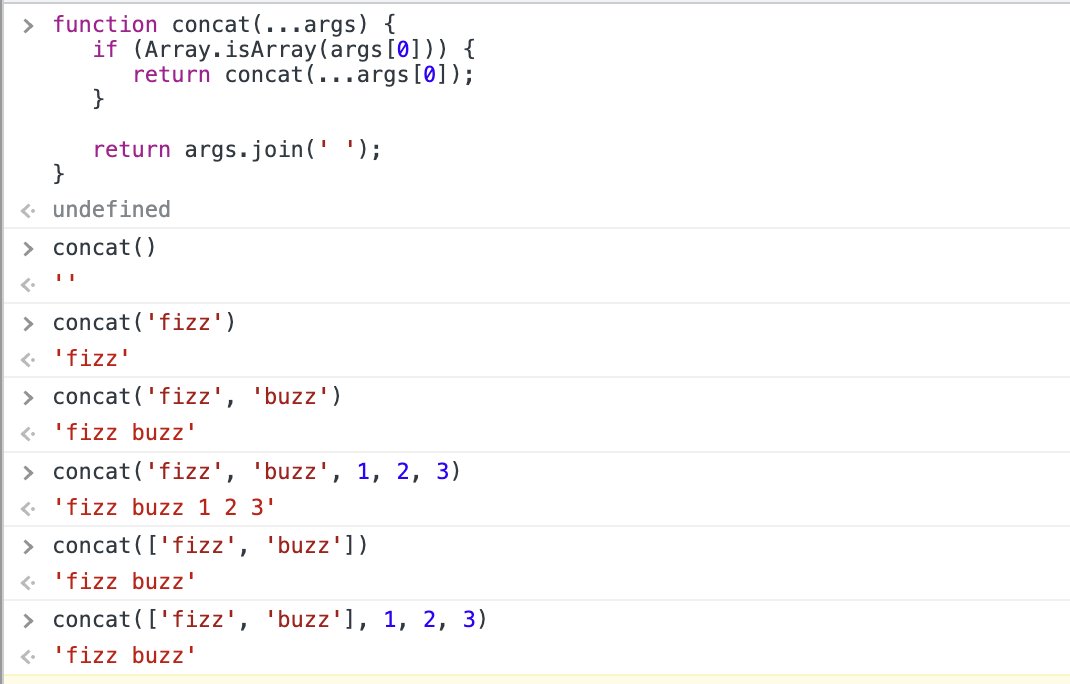 > function concat(...args) {
if (Array.isArray(args[0])) {
return concat(...args[0]);
}
return args.join(' ');
}
undefined
> concat()
''
> concat('fizz')
'fizz'
> concat('fizz', 'buzz')
'fizz buzz'
> concat('fizz', 'buzz', 1, 2, 3)
'fizz buzz 1 2 3'
> concat(['fizz', 'buzz'])
'fizz buzz'
> concat(['fizz', 'buzz'], 1, 2, 3)
'fizz buzz'